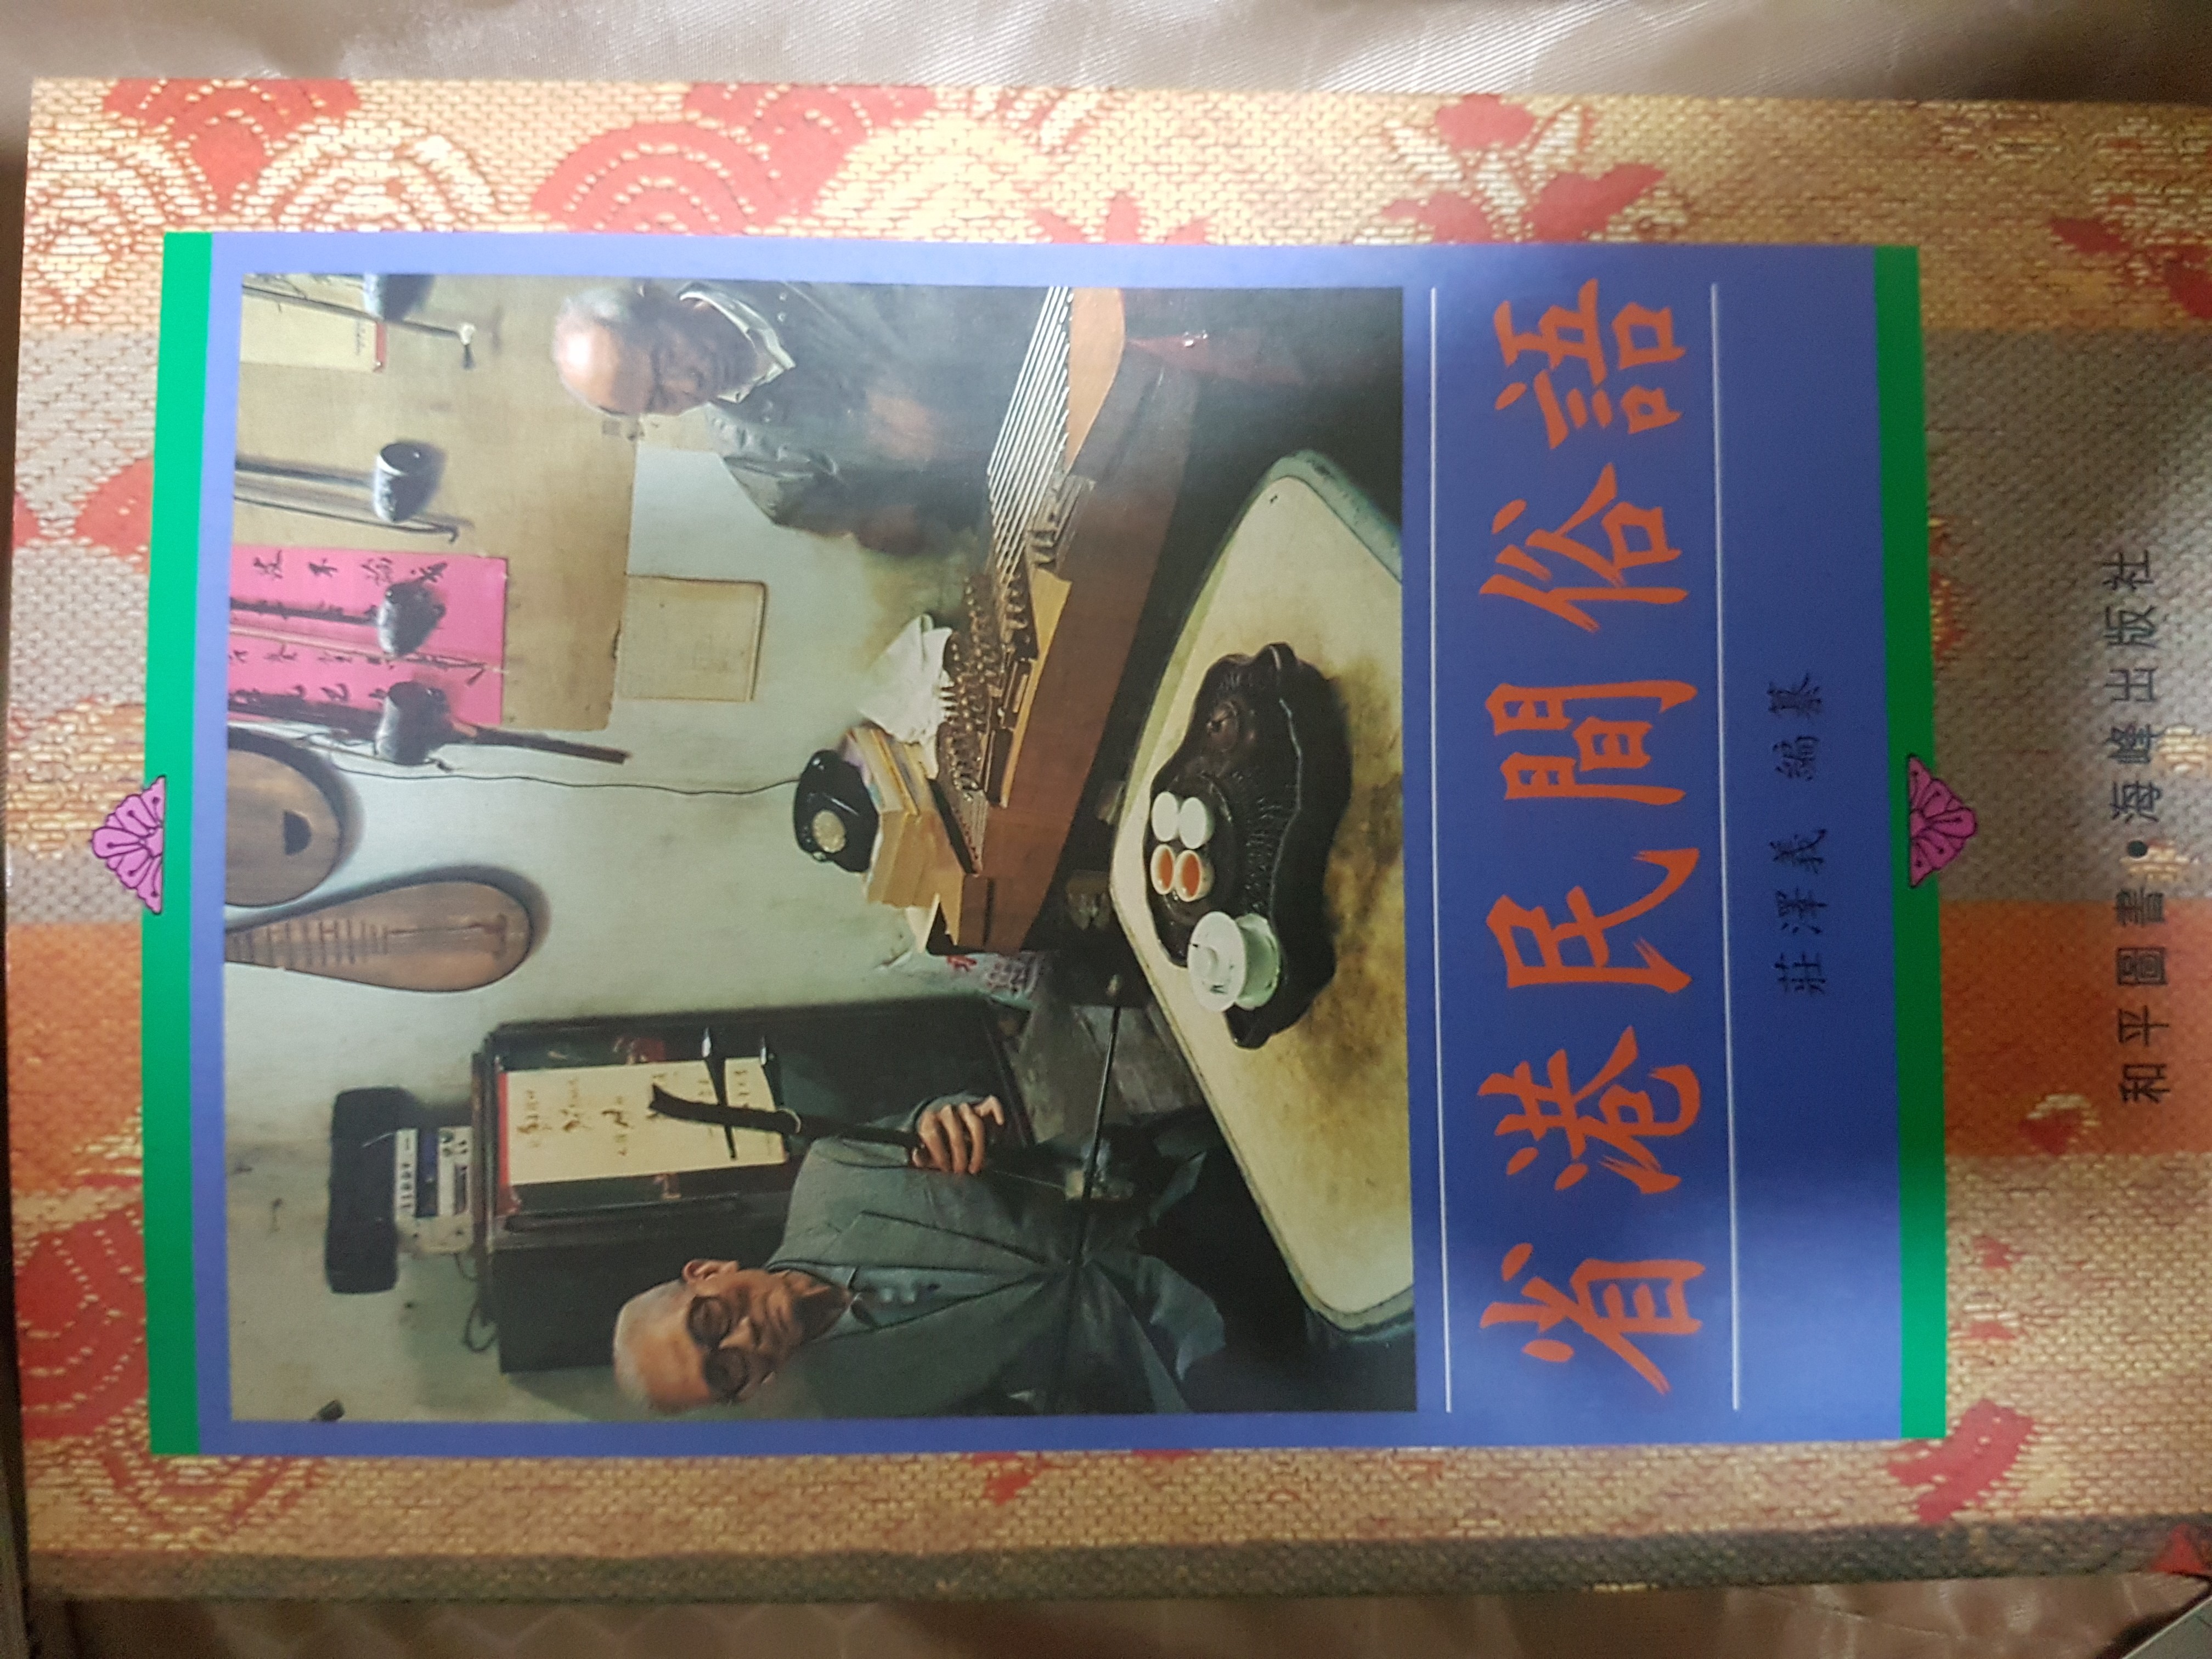 省港民間俗語
莊澤義 編纂
和平圖書•海峰出版社